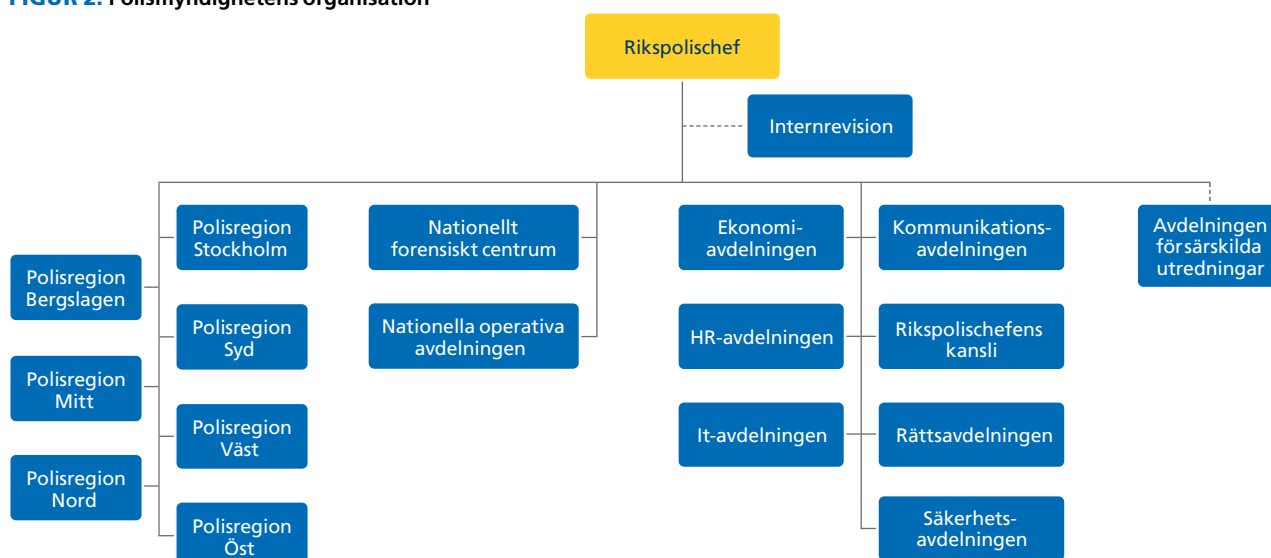 FIGUR 2. Polismyndighetens organisation
Rikspolischef
Internrevision
Polisregion
Stockholm
Polisregion
Bergslagen
Polisregion
Syd
Polisregion
Mitt
Polisregion
Väst
Polisregion
Nord
Polisregion
Öst
Nationellt
forensiskt centrum
Nationella operativa
avdelningen
Ekonomi-
avdelningen
Kommunikations-
avdelningen
HR-avdelningen
Rikspolischefens
kansli
It-avdelningen
Rättsavdelningen
Säkerhets-
avdelningen
Avdelningen
försärskilda
utredningar